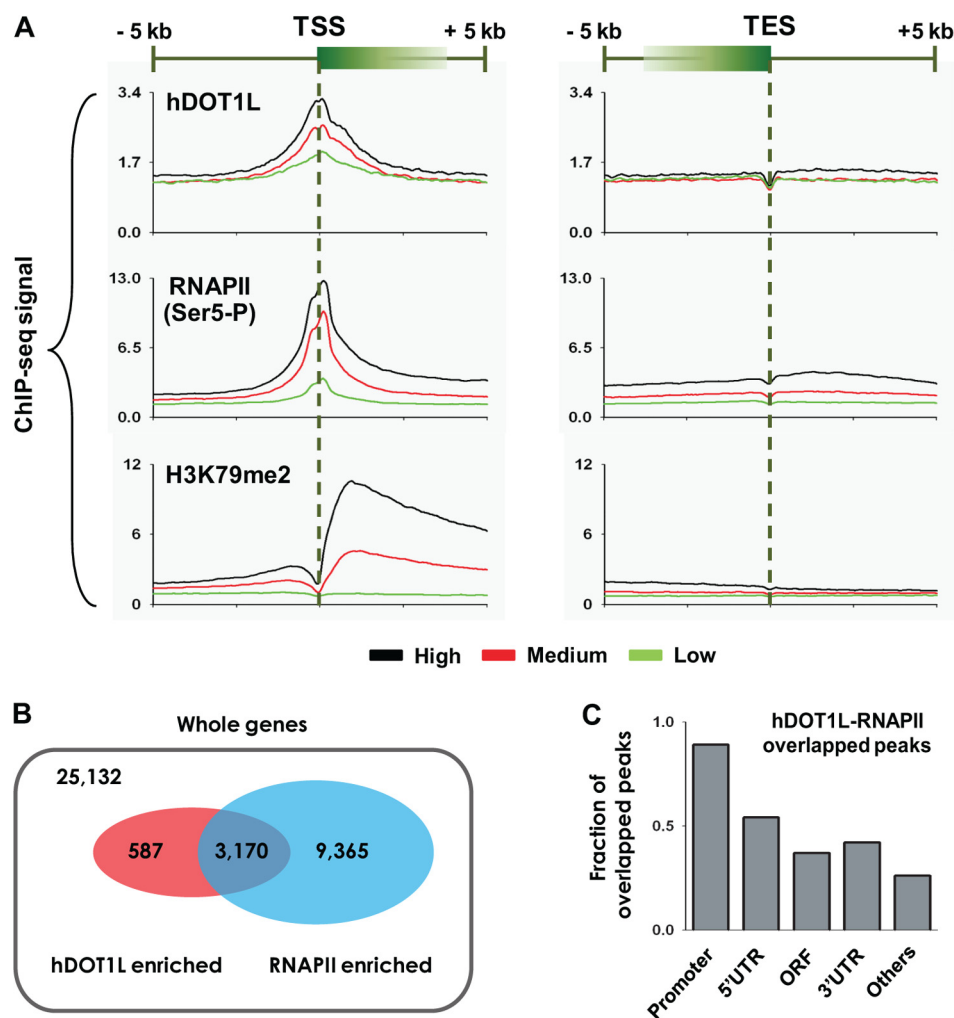 A
- 5 kb
TSS
+ 5 kb
- 5 kb
TES
+5 kb
ChIP-seq signal
hDOT1L
3.4
1.7
0.0
3.4
1.7
0.0
RNAPII
(Ser5-P)
13.0
6.5
0.0
13.0
6.5
0.0
H3K79me2
12
6
0
12
6
0
High
Medium
Low
B
Whole genes
25,132
587
3,170
9,365
hDOT1L enriched
RNAPII enriched
C
hDOT1L-RNAPII
overlapped peaks
Fraction of
overlapped peaks
1.0
0.5
0.0
Promoter
5'UTR
ORF
3'UTR
Others